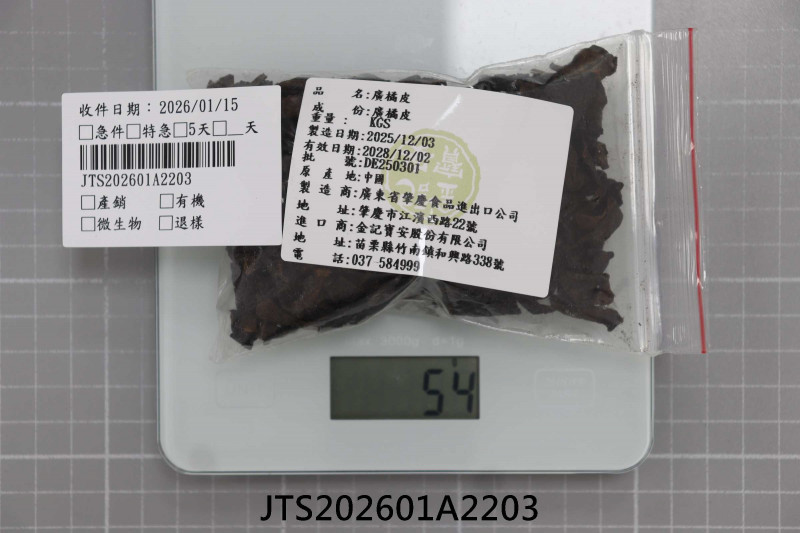 收件日期：2026/01/15
□急件□特急□5天□__天
JTS202601A2203
□產銷 □有機
□微生物 □退樣
品 名:廣橘皮
成 份:廣橘皮
重量: KGS
製造日期:2025/12/03
有效日期:2028/12/02
批 號:DE250301
原 產 地:中國
製 造 商:廣東省肇慶食品進出口公司
地 址:肇慶市江濱西路22號
進 口 商:金記寶安股份有限公司
地 址:苗栗縣竹南鎮和興路338號
電 話:037-584999
54
JTS202601A2203